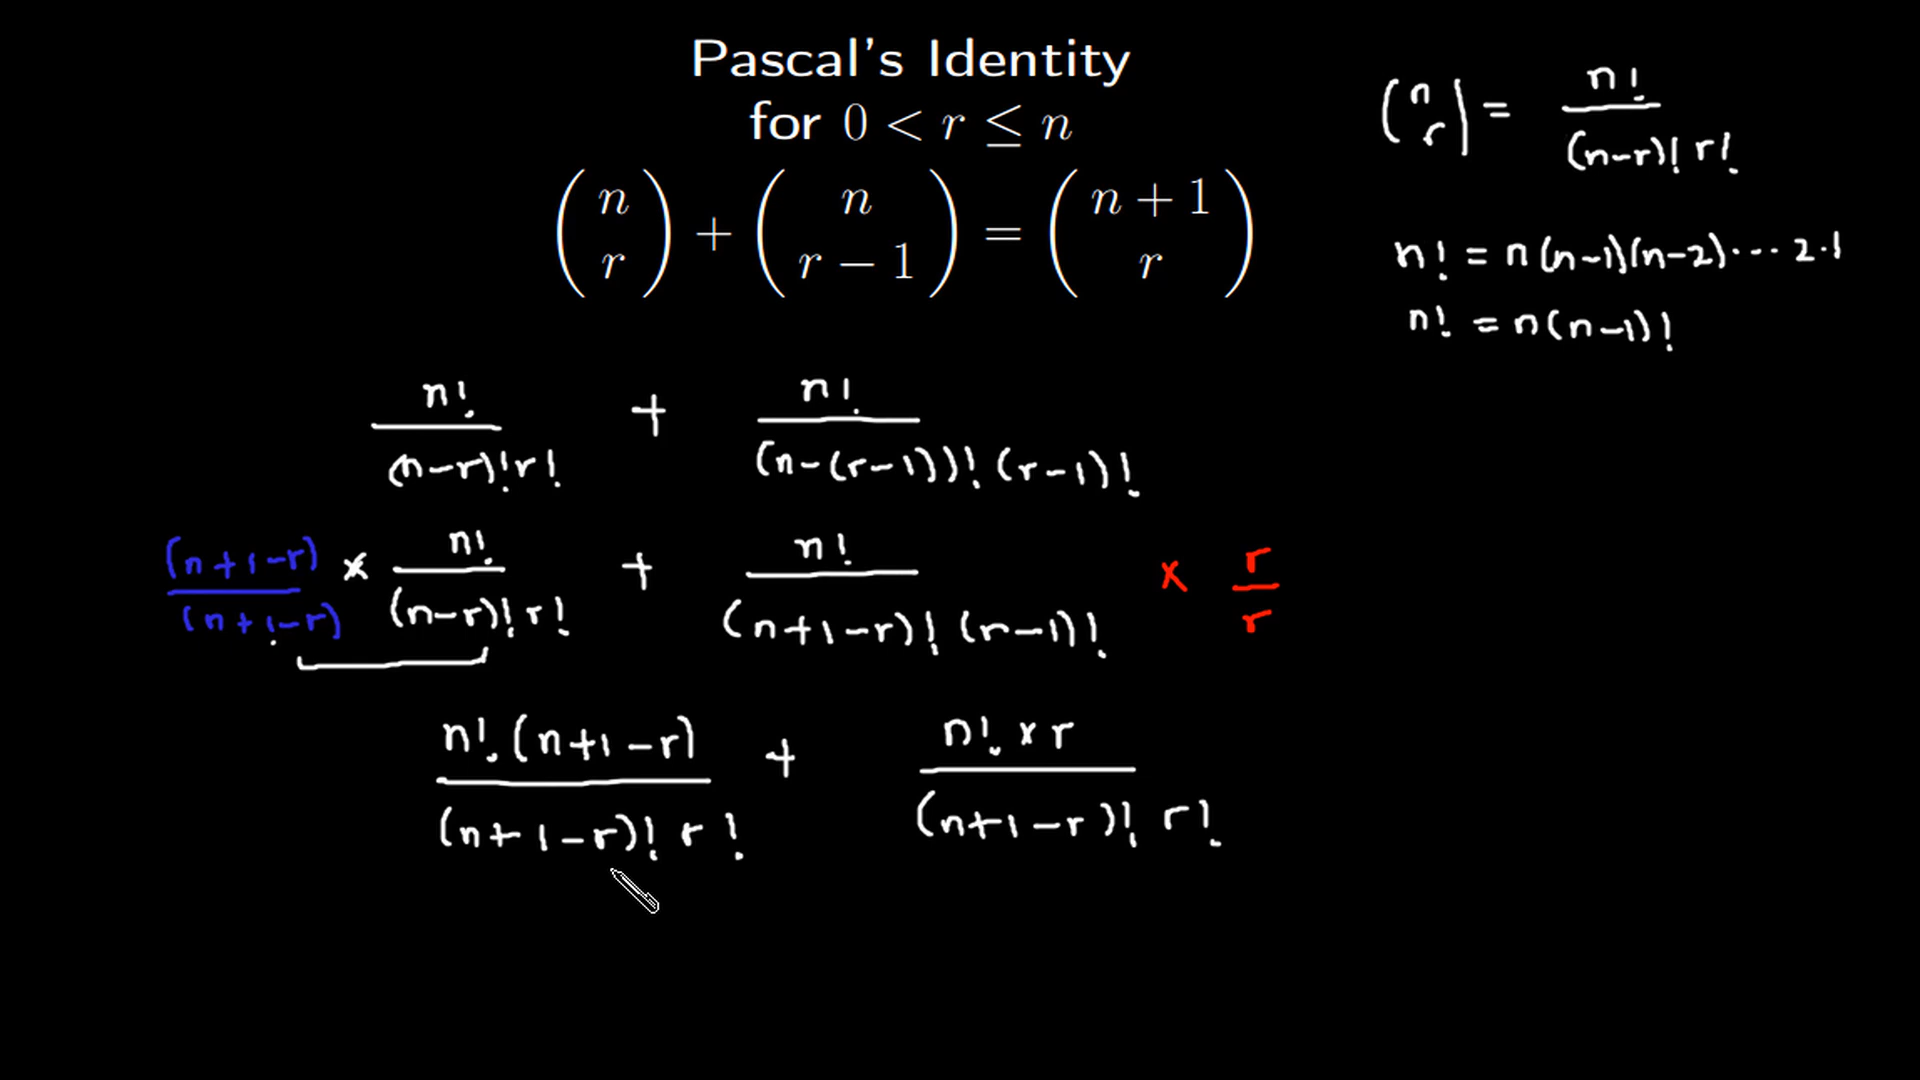 Pascal's Identity
for 0 < r ≤ n
(n r) + (n r − 1) = (n + 1 r)
(n r) = n! / (n-r)! r!
n! = n(n-1)(n-2)··· 2·1
n! = n(n-1)!
n! / (n-r)! r! + n! / (n-(r-1))! (r-1)!
(n+1-r) / (n+1-r) × n! / (n-r)! r! + n! / (n+1-r)! (r-1)! × r / r
n! (n+1-r) / (n+1-r)! r! + n! × r / (n+1-r)! r!